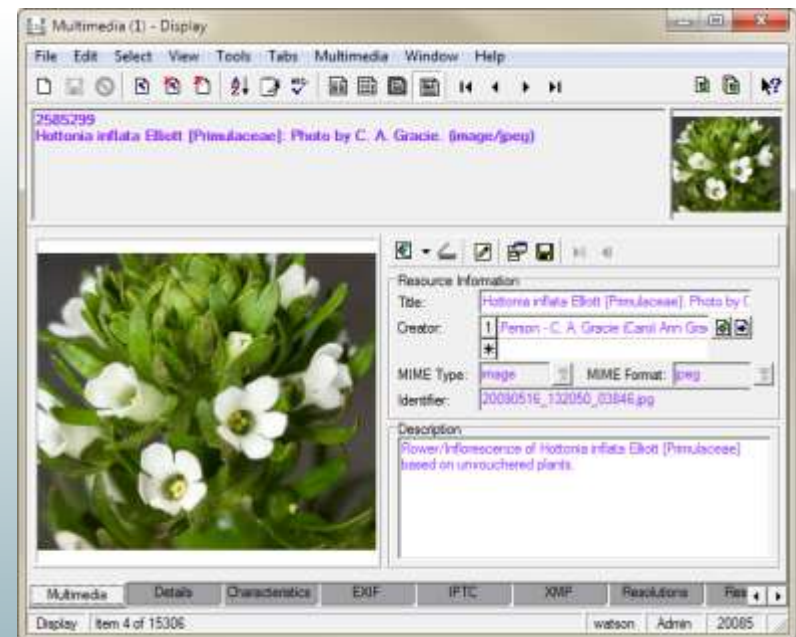 Multimedia (1) - Display
File Edit Select View Tools Tabs Multimedia Window Help
2585299
Hottonia inflata Elliott [Primulaceae]: Photo by C. A. Gracie. (image/jpeg)
Resource Information
Title: Hottonia inflata Elliott [Primulaceae]: Photo by C
Creator: 1 Person - C. A. Gracie (Carol Ann Gra
MIME Type: image MIME Format: jpeg
Identifier: 20090516_132050_03846.jpg
Description
Flower/Inflorescence of Hottonia inflata Elliott [Primulaceae]
based on unvouchered plants.
Multimedia Details Characteristics EXIF IPTC XMP Resolutions Res
Display Item 4 of 15306 watson Admin 20085